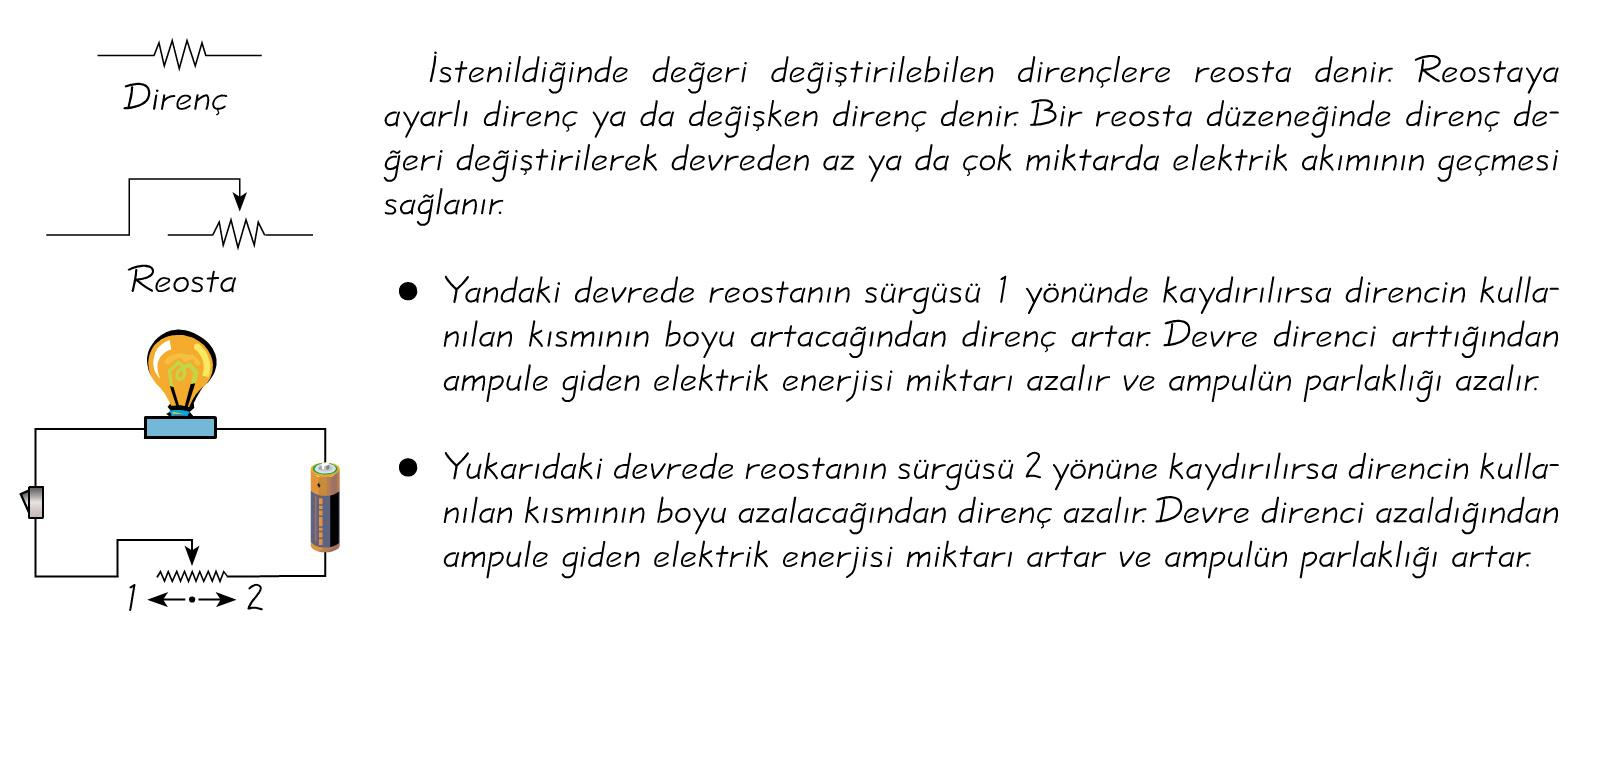 Direnç
Reosta
1
2
İstenildiğinde değeri değiştirilebilen dirençlere reosta denir. Reostaya
ayarlı direnç ya da değişken direnç denir. Bir reosta düzeneğinde direnç de-
ğeri değiştirilerek devreden az ya da çok miktarda elektrik akımının geçmesi
sağlanır.
● Yandaki devrede reostanın sürgüsü 1 yönünde kaydırılırsa direncin kulla-
nılan kısmının boyu artacağından direnç artar. Devre direnci arttığından
ampule giden elektrik enerjisi miktarı azalır ve ampulün parlaklığı azalır.
● Yukarıdaki devrede reostanın sürgüsü 2 yönüne kaydırılırsa direncin kulla-
nılan kısmının boyu azalacağından direnç azalır. Devre direnci azaldığından
ampule giden elektrik enerjisi miktarı artar ve ampulün parlaklığı artar.